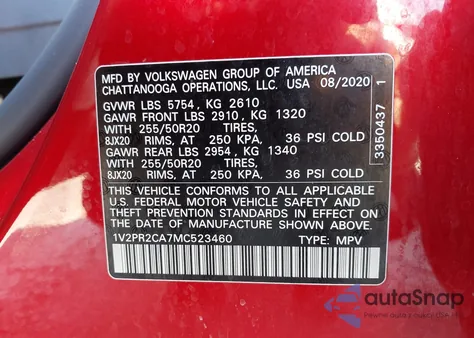 MFD BY VOLKSWAGEN GROUP OF AMERICA
CHATTANOOGA OPERATIONS, LLC. USA 08/2020
GVWR LBS 5754, KG 2610
GAWR FRONT LBS 2910, KG 1320
WITH 255/50R20 TIRES,
8JX20 RIMS, AT 250 KPA, 36 PSI COLD
GAWR REAR LBS 2954, KG 1340
WITH 255/50R20 TIRES,
8JX20 RIMS, AT 250 KPA, 36 PSI COLD
THIS VEHICLE CONFORMS TO ALL APPLICABLE
U.S. FEDERAL MOTOR VEHICLE SAFETY AND
THEFT PREVENTION STANDARDS IN EFFECT ON
THE DATE OF MANUFACTURE SHOWN ABOVE.
1V2PR2CA7MC523460 TYPE: MPV
3350437 1
autoSnap
Powered by AutoBidMaster